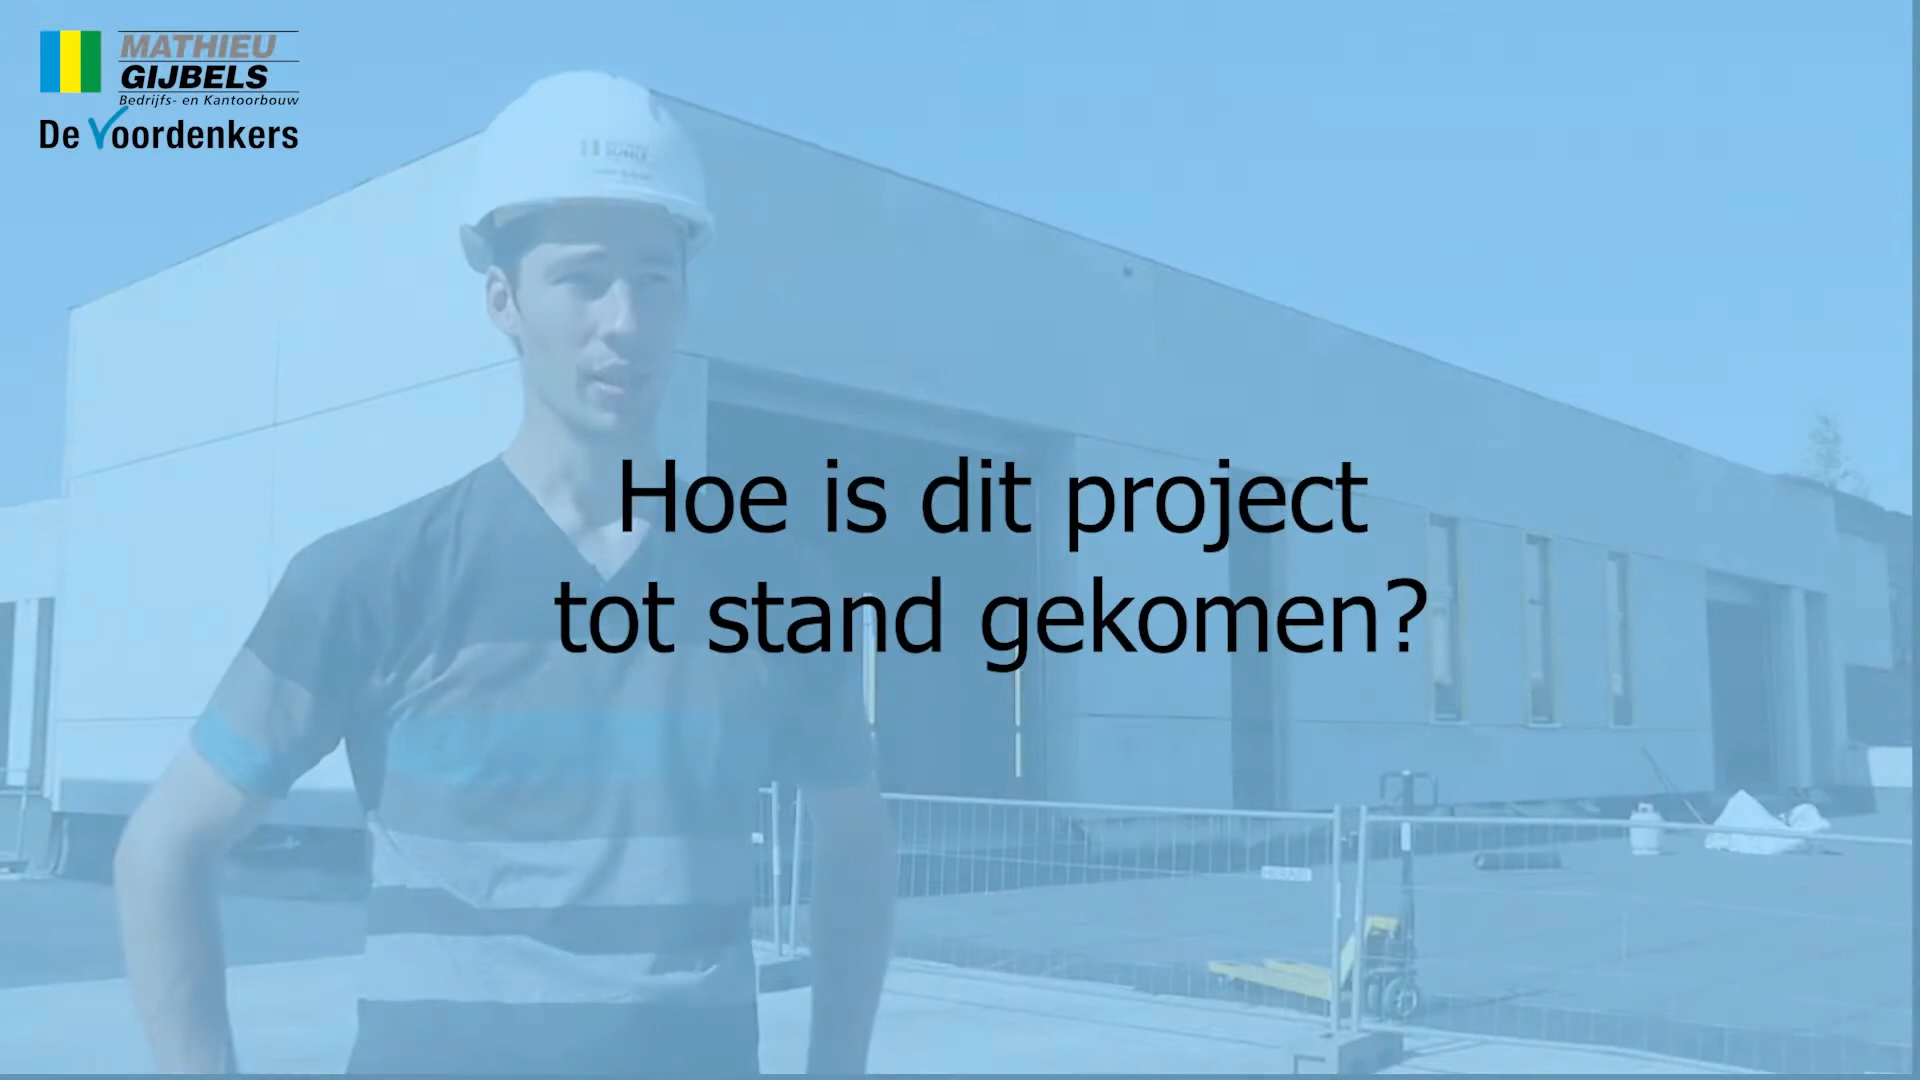 MATHIEU
GIJBELS
Bedrijfs- en Kantoorbouw
De Voordenkers
Hoe is dit project
tot stand gekomen?